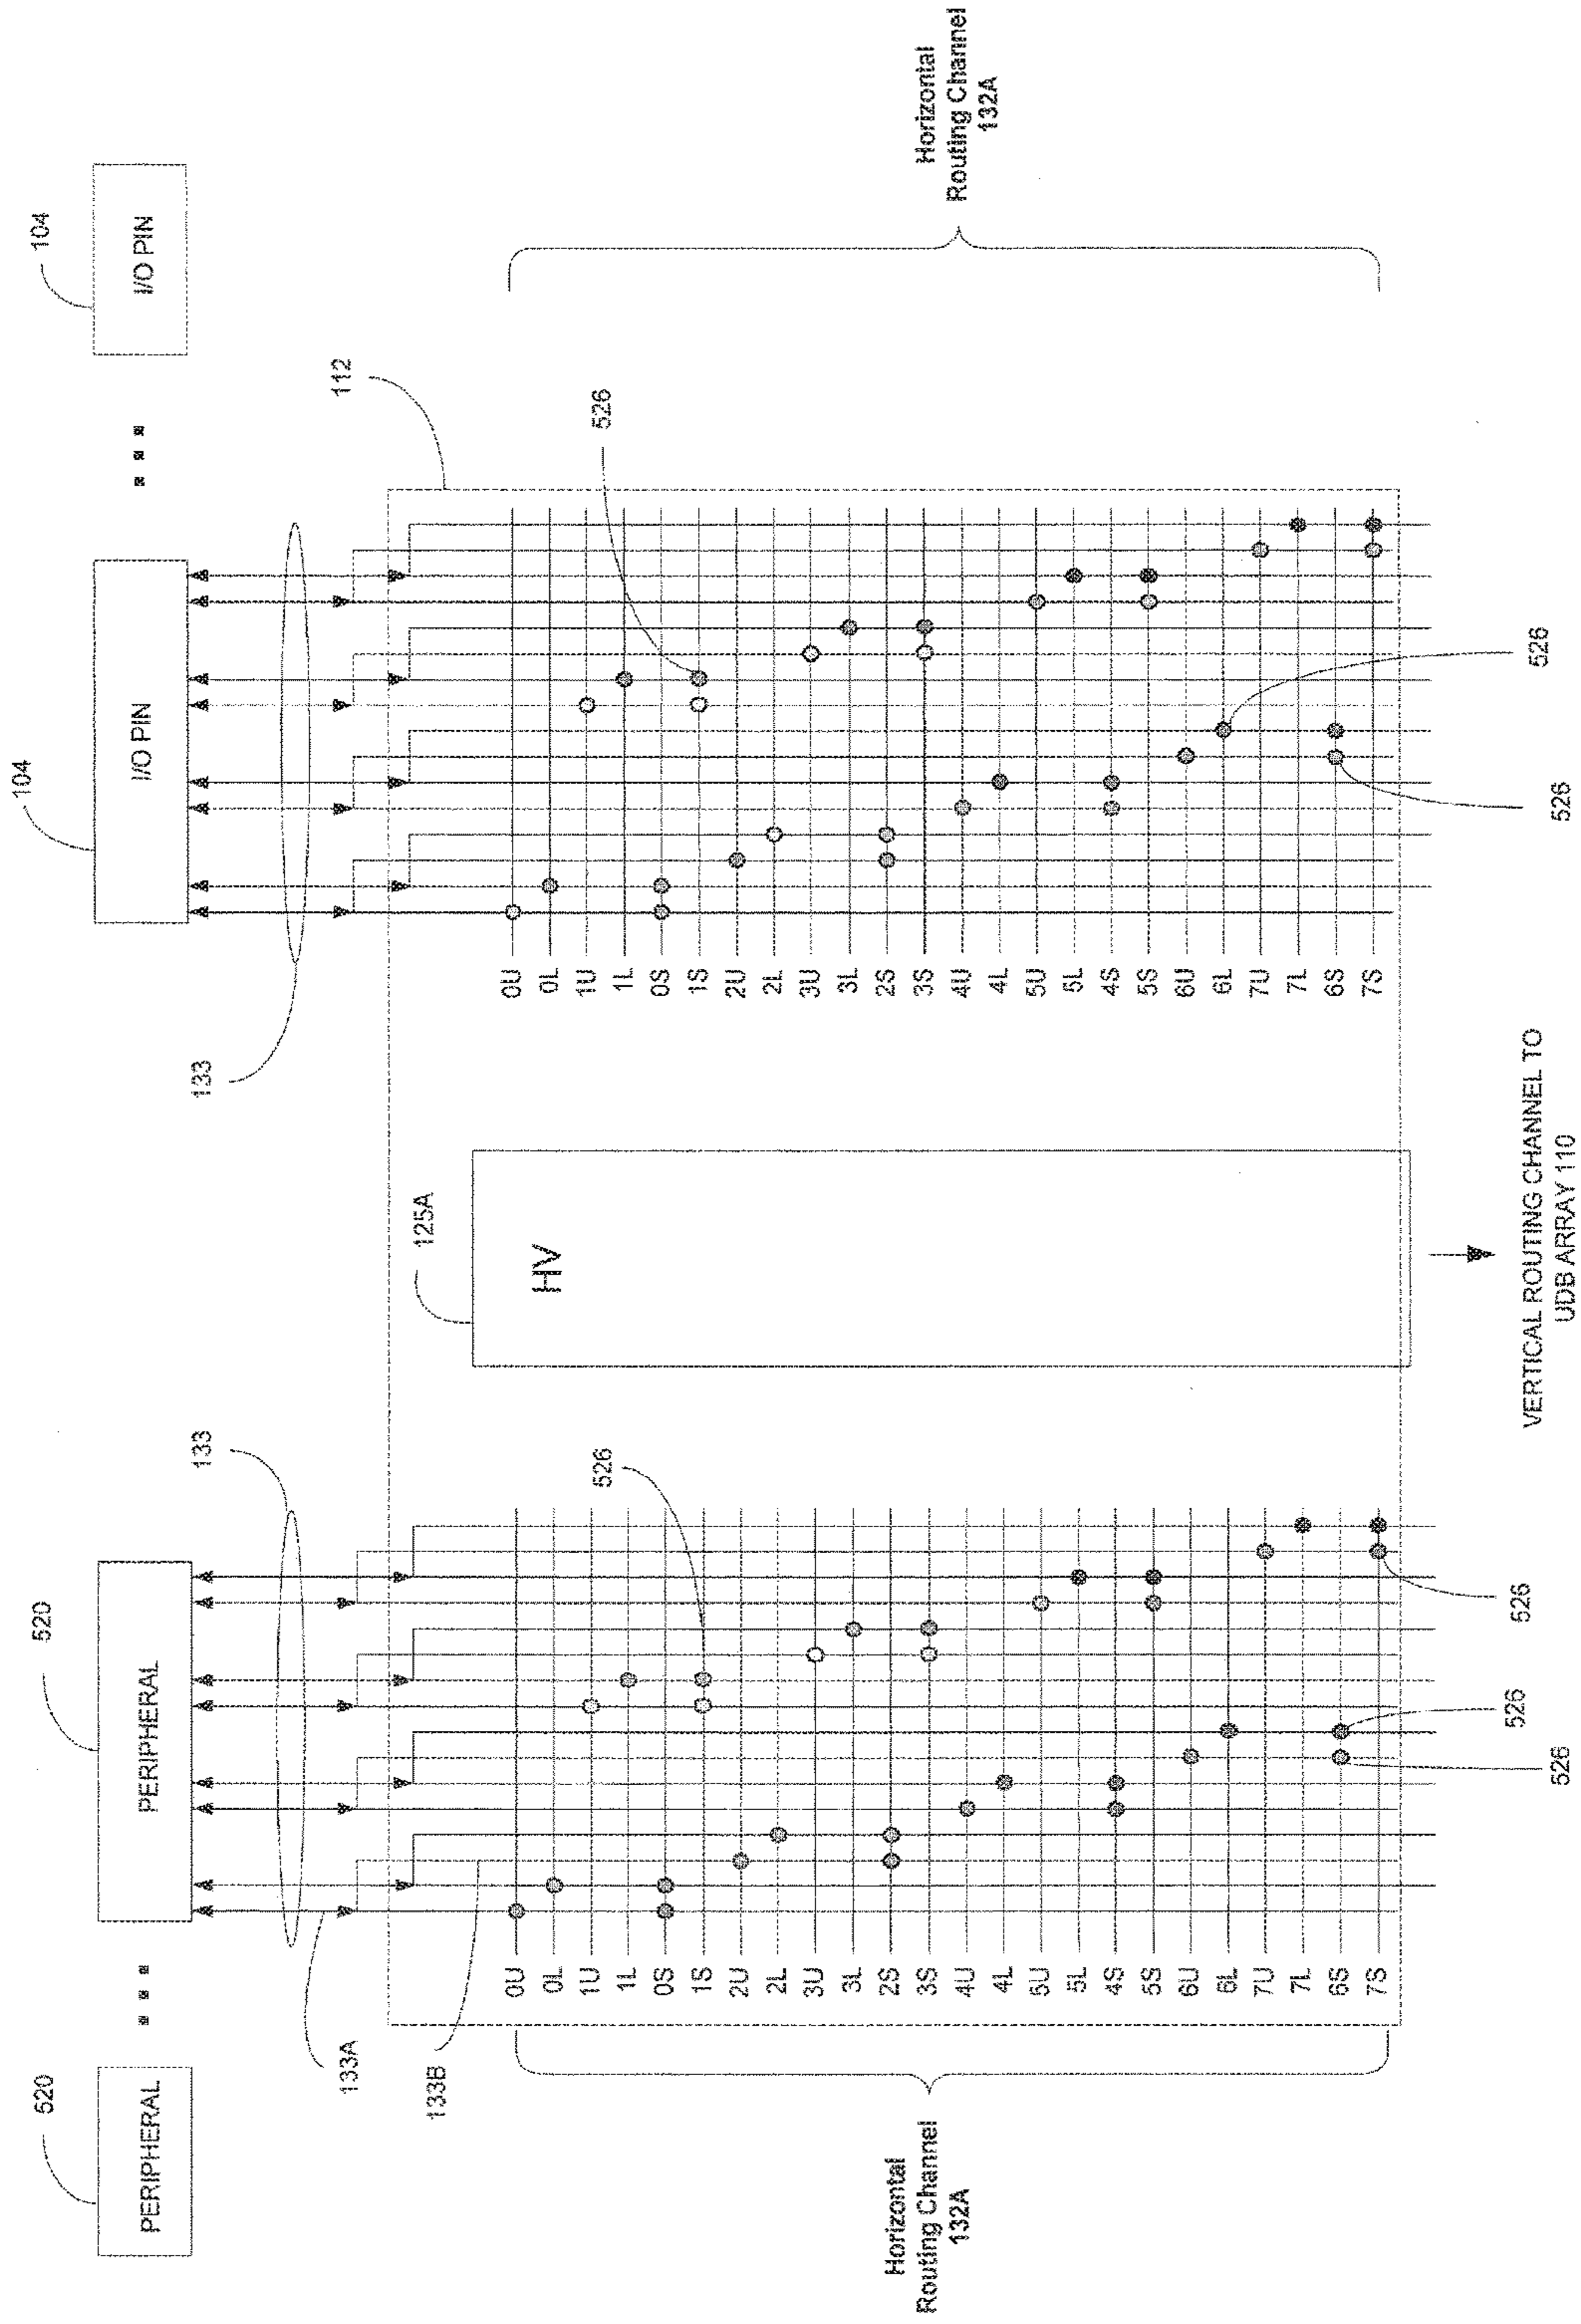 520
520
104
104
PERIPHERAL
PERIPHERAL
I/O PIN
I/O PIN
133
133
133A
112
133B
125A
526
526
HV
Horizontal
Routing Channel
132A
0U
0L
1U
1L
0S
1S
2U
2L
3U
3L
2S
3S
4U
4L
5U
5L
4S
5S
6U
6L
7U
7L
6S
7S
0U
0L
1U
1L
0S
1S
2U
2L
3U
3L
2S
3S
4U
4L
5U
5L
4S
5S
6U
6L
7U
7L
6S
7S
Horizontal
Routing Channel
132A
526
526
526
526
526
VERTICAL ROUTING CHANNEL TO
UDB ARRAY 110